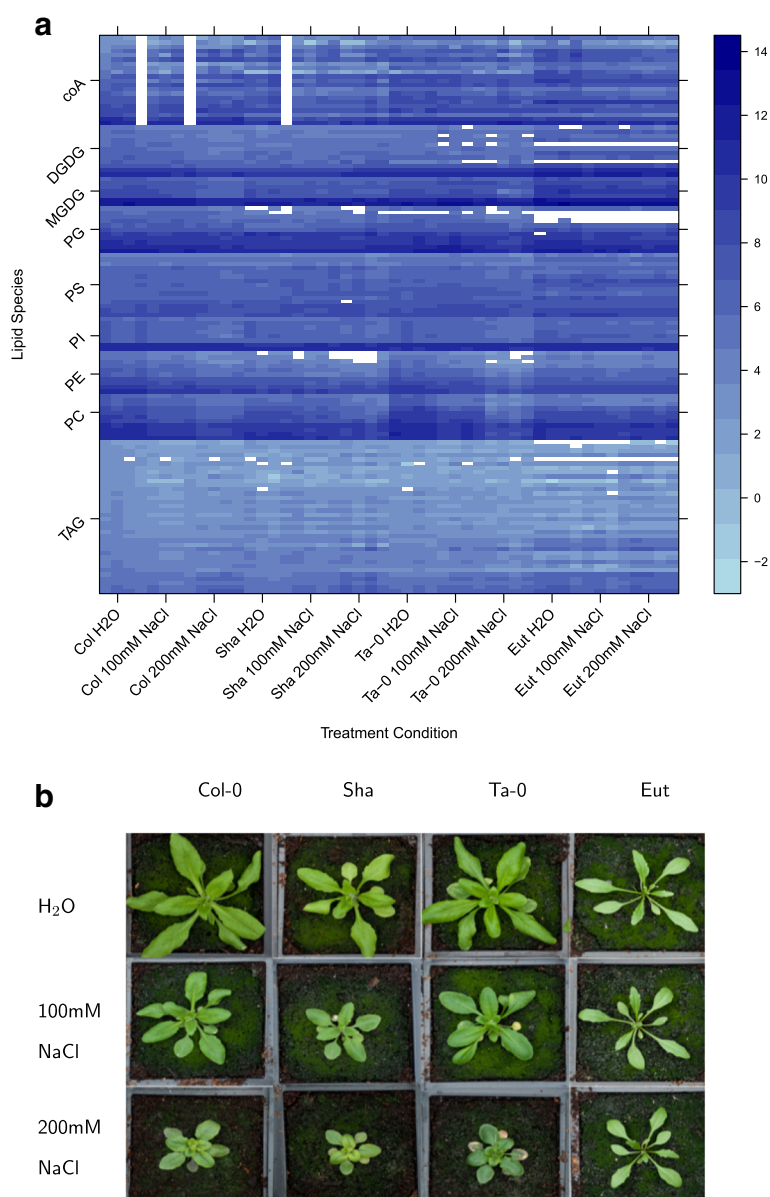 a
coA
DGDG
MGDG
PG
PS
PI
PE
PC
TAG
Lipid Species
14
12
10
8
6
4
2
0
−2
Col H2O
Col 100mM NaCl
Col 200mM NaCl
Sha H2O
Sha 100mM NaCl
Sha 200mM NaCl
Ta−0 H2O
Ta−0 100mM NaCl
Ta−0 200mM NaCl
Eut H2O
Eut 100mM NaCl
Eut 200mM NaCl
Treatment Condition
b
Col-0 Sha Ta-0 Eut
H₂O
100mM
NaCl
200mM
NaCl